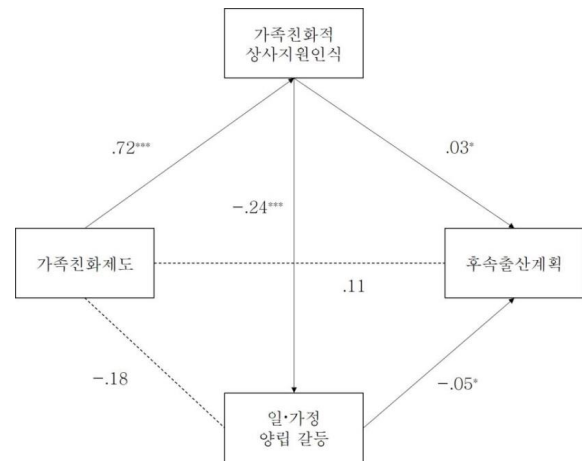 가족친화적
상사지원인식
.72***
.03*
-.24***
가족친화제도
후속출산계획
.11
-.18
-.05*
일·가정
양립 갈등